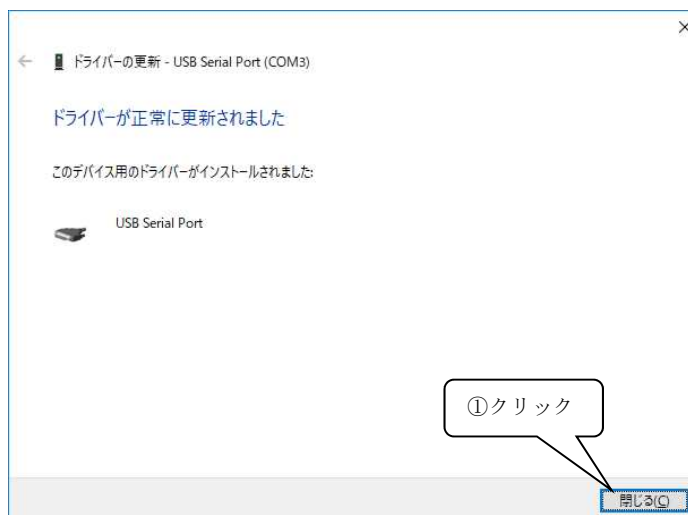 ドライバーの更新 - USB Serial Port (COM3)
ドライバーが正常に更新されました
このデバイス用のドライバーがインストールされました:
USB Serial Port
①クリック
閉じる(C)